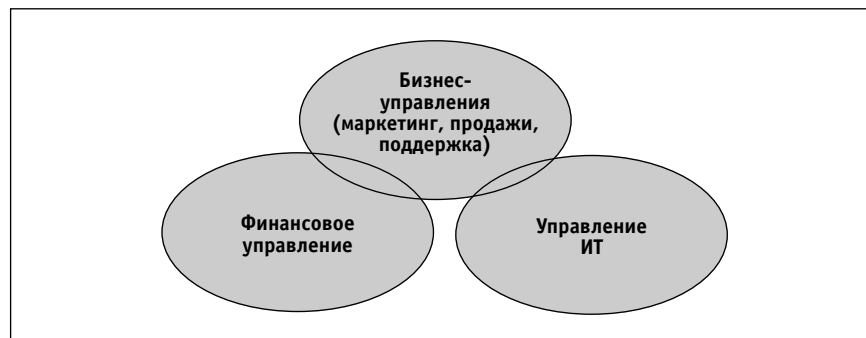 Бизнес-
управления
(маркетинг, продажи,
поддержка)
Финансовое
управление
Управление
ИТ